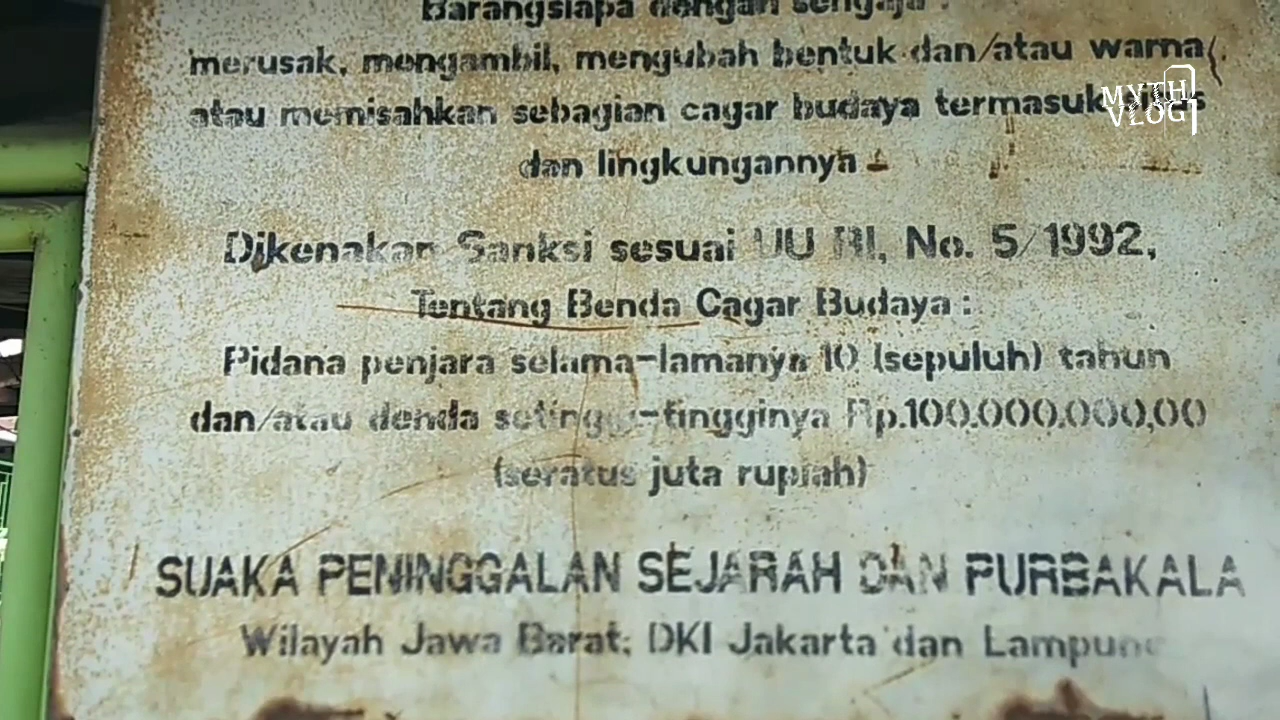 Barangsiapa dengan sengaja :
merusak, mengambil, mengubah bentuk dan/atau warna,
atau memisahkan sebagian cagar budaya termasuk
MYTH
VLOG
dan lingkungannya
Dikenakan Sanksi sesuai UU RI, No. 5/1992,
Tentang Benda Cagar Budaya :
Pidana penjara selama-lamanya 10 (sepuluh) tahun
dan/atau denda setinggi-tingginya Rp.100.000.000,00
(seratus juta rupiah)
SUAKA PENINGGALAN SEJARAH DAN PURBAKALA
Wilayah Jawa Barat, DKI Jakarta dan Lampung